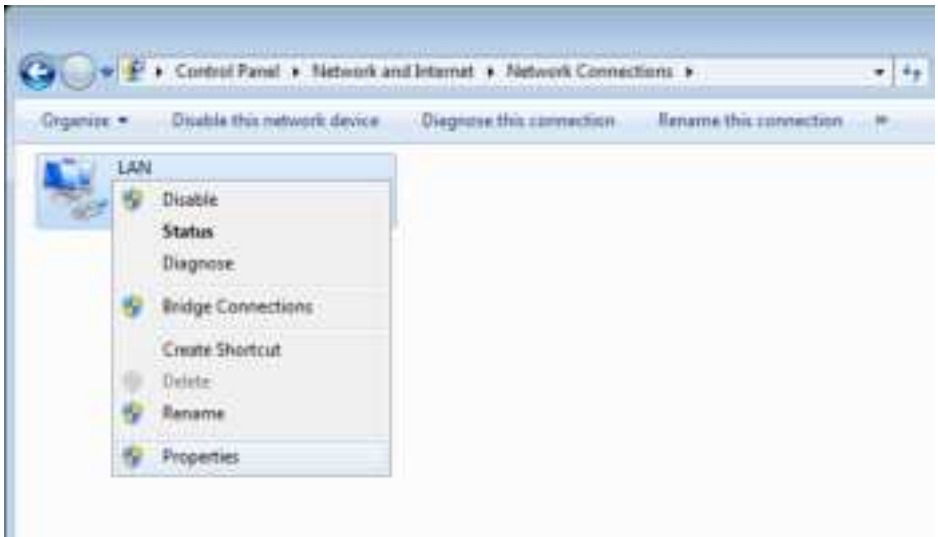 Control Panel Network and Internet Network Connections
Organize Disable this network device Diagnose this connection Rename this connection »
LAN
Disable
Status
Diagnose
Bridge Connections
Create Shortcut
Delete
Rename
Properties